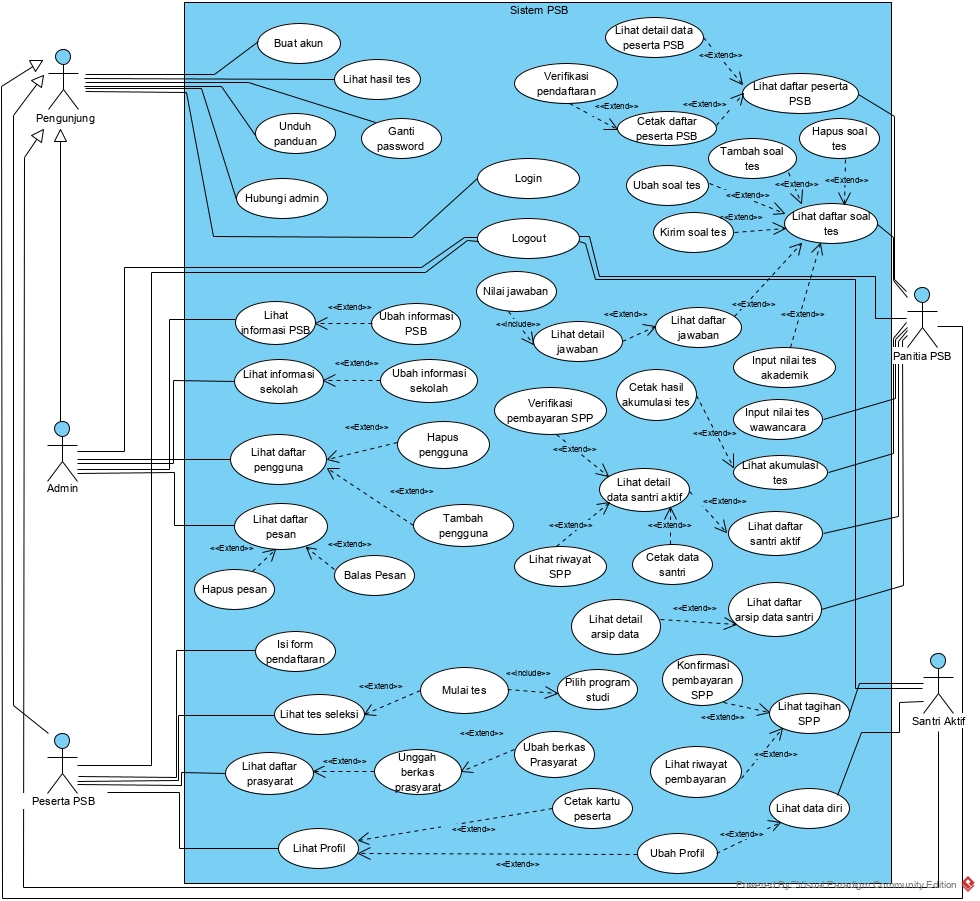 Sistem PSB
Buat akun
Lihat hasil tes
Unduh
panduan
Ganti
password
Hubungi admin
Login
Logout
Pengunjung
Lihat detail data
peserta PSB
<<Extend>>
Verifikasi
pendaftaran
<<Extend>>
Cetak daftar
peserta PSB
<<Extend>>
Lihat daftar peserta
PSB
Hapus soal
tes
<<Extend>>
Tambah soal
tes
<<Extend>>
Ubah soal tes
<<Extend>>
Kirim soal tes
<<Extend>>
Lihat daftar soal
tes
Nilai jawaban
<<Include>>
Lihat detail
jawaban
<<Extend>>
Lihat daftar
jawaban
<<Extend>>
<<Extend>>
Input nilai tes
akademik
Panitia PSB
Lihat
informasi PSB
<<Extend>>
Ubah informasi
PSB
Lihat informasi
sekolah
<<Extend>>
Ubah informasi
sekolah
Verifikasi
pembayaran SPP
Cetak hasil
akumulasi tes
Input nilai tes
wawancara
<<Extend>>
Lihat akumulasi
tes
Admin
Lihat daftar
pengguna
<<Extend>>
Hapus
pengguna
<<Extend>>
Tambah
pengguna
<<Extend>>
Lihat detail
data santri aktif
<<Extend>>
Lihat daftar
santri aktif
<<Extend>>
Lihat riwayat
SPP
<<Extend>>
Cetak data
santri
Lihat daftar
pesan
<<Extend>>
<<Extend>>
Hapus pesan
Balas Pesan
Lihat detail
arsip data
<<Extend>>
Lihat daftar
arsip data santri
Isi form
pendaftaran
Lihat tes seleksi
<<Extend>>
Mulai tes
<<Include>>
Pilih program
studi
Konfirmasi
pembayaran
SPP
<<Extend>>
Lihat tagihan
SPP
Santri Aktif
Peserta PSB
Lihat daftar
prasyarat
<<Extend>>
Unggah
berkas
prasyarat
<<Extend>>
Ubah berkas
Prasyarat
Lihat riwayat
pembayaran
<<Extend>>
Cetak kartu
peserta
<<Extend>>
Lihat data diri
Lihat Profil
<<Extend>>
Ubah Profil
<<Extend>>
Powered By Visual Paradigm Community Edition